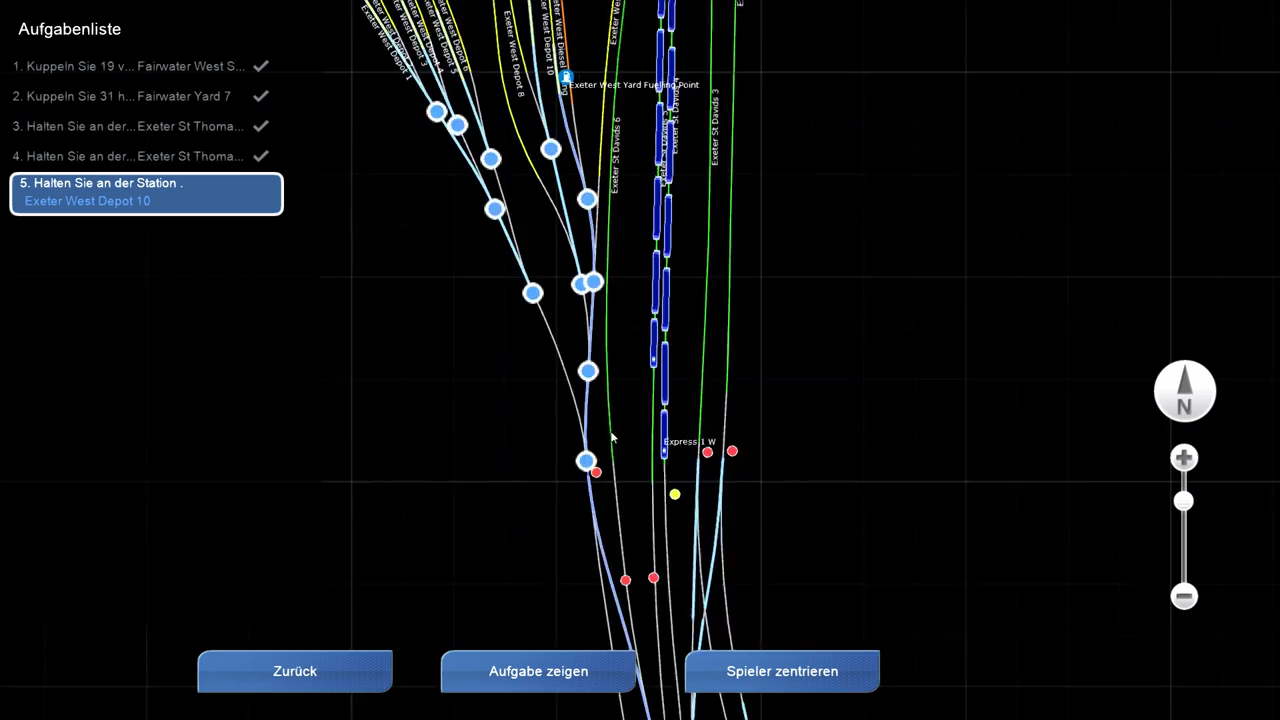 Aufgabenliste
1. Kuppeln Sie 19 v... Fairwater West S...
2. Kuppeln Sie 31 h... Fairwater Yard 7
3. Halten Sie an der... Exeter St Thoma...
4. Halten Sie an der... Exeter St Thoma...
5. Halten Sie an der Station .
Exeter West Depot 10
Exeter West Depot 1
Exeter West Depot 8
Exeter West Yard Fuelling Point
Exeter St Davids 6
Exeter St Davids 3
Express 1 W
N
Zurück
Aufgabe zeigen
Spieler zentrieren